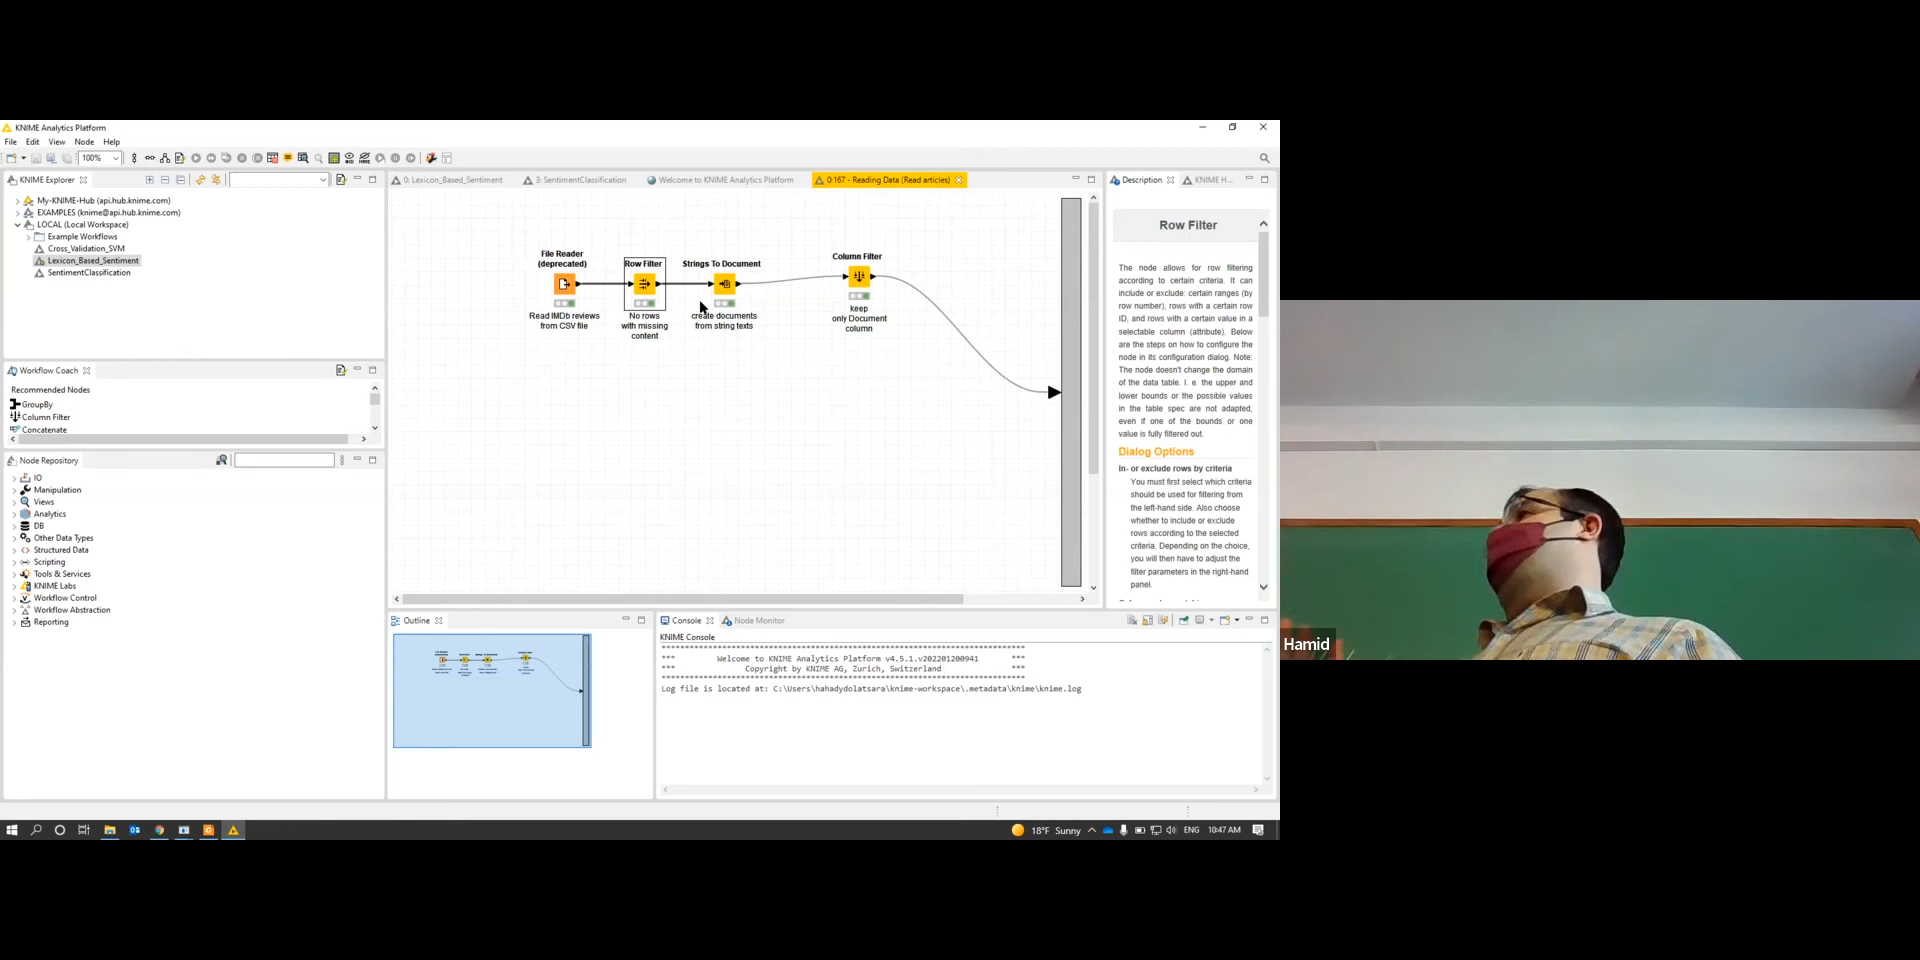 KNIME Analytics Platform
File Edit View Node Help
100%
KNIME Explorer
My-KNIME-Hub (api.hub.knime.com)
EXAMPLES (knime@api.hub.knime.com)
LOCAL (Local Workspace)
Example Workflows
Cross_Validation_SVM
Lexicon_Based_Sentiment
SentimentClassification
Workflow Coach
Recommended Nodes
GroupBy
Column Filter
Concatenate
Node Repository
IO
Manipulation
Views
Analytics
DB
Other Data Types
Structured Data
Scripting
Tools & Services
KNIME Labs
Workflow Control
Workflow Abstraction
Reporting
0: Lexicon_Based_Sentiment
3: SentimentClassification
Welcome to KNIME Analytics Platform
0:167 - Reading Data (Read articles)
File Reader
(deprecated)
Read IMDb reviews
from CSV file
Row Filter
No rows
with missing
content
Strings To Document
create documents
from string texts
Column Filter
keep
only Document
column
Description
KNIME H...
Row Filter
The node allows for row filtering
according to certain criteria. It can
include or exclude: certain ranges (by
row number), rows with a certain row
ID, and rows with a certain value in a
selectable column (attribute). Below
are the steps on how to configure the
node in its configuration dialog. Note:
The node doesn't change the domain
of the data table. I. e. the upper and
lower bounds or the possible values
in the table spec are not adapted,
even if one of the bounds or one
value is fully filtered out.
Dialog Options
In- or exclude rows by criteria
You must first select which criteria
should be used for filtering from
the left-hand side. Also choose
whether to include or exclude
rows according to the selected
criteria. Depending on the choice,
you will then have to adjust the
filter parameters in the right-hand
panel.
Outline
Console
Node Monitor
KNIME Console
********************************************************************************
*** Welcome to KNIME Analytics Platform v4.5.1.v202201200941 ***
*** Copyright by KNIME AG, Zurich, Switzerland ***
********************************************************************************
Log file is located at: C:\Users\hahadydolatsara\knime-workspace\.metadata\knime\knime.log
18°F Sunny
ENG
10:47 AM
Hamid